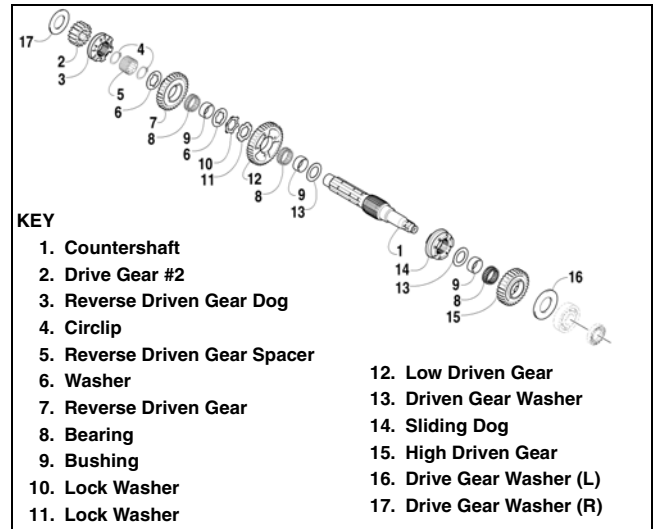 17
2
3
4
5
6
7
8
9
6
10
11
12
8
9
13
1
14
13
9
8
15
16
KEY
1. Countershaft
2. Drive Gear #2
3. Reverse Driven Gear Dog
4. Circlip
5. Reverse Driven Gear Spacer
6. Washer
7. Reverse Driven Gear
8. Bearing
9. Bushing
10. Lock Washer
11. Lock Washer
12. Low Driven Gear
13. Driven Gear Washer
14. Sliding Dog
15. High Driven Gear
16. Drive Gear Washer (L)
17. Drive Gear Washer (R)